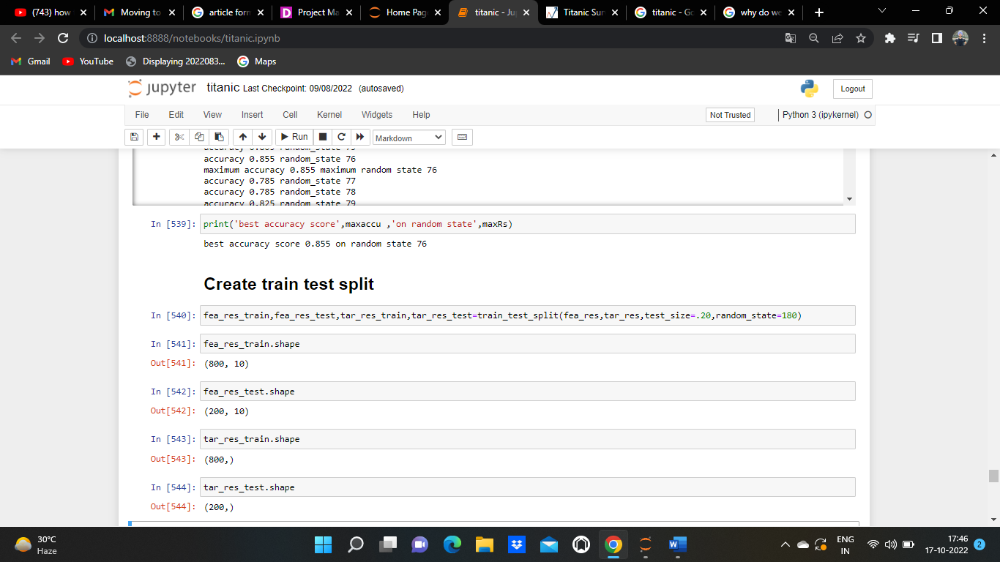 (743) how
Moving to
article form
Project Ma
Home Page
titanic - Ju
Titanic Sur
titanic - Go
why do we
localhost:8888/notebooks/titanic.ipynb
Gmail
YouTube
Displaying 2022083...
Maps
jupyter titanic Last Checkpoint: 09/08/2022 (autosaved)
Logout
File Edit View Insert Cell Kernel Widgets Help
Not Trusted
Python 3 (ipykernel)
Run
Markdown
accuracy 0.855 random_state 76
maximum accuracy 0.855 maximum random state 76
accuracy 0.785 random_state 77
accuracy 0.785 random_state 78
accuracy 0.825 random_state 79
In [539]: print('best accuracy score',maxaccu ,'on random state',maxRs)
best accuracy score 0.855 on random state 76
Create train test split
In [540]: fea_res_train,fea_res_test,tar_res_train,tar_res_test=train_test_split(fea_res,tar_res,test_size=.20,random_state=180)
In [541]: fea_res_train.shape
Out[541]: (800, 10)
In [542]: fea_res_test.shape
Out[542]: (200, 10)
In [543]: tar_res_train.shape
Out[543]: (800,)
In [544]: tar_res_test.shape
Out[544]: (200,)
30°C
Haze
ENG
IN
17:46
17-10-2022
2